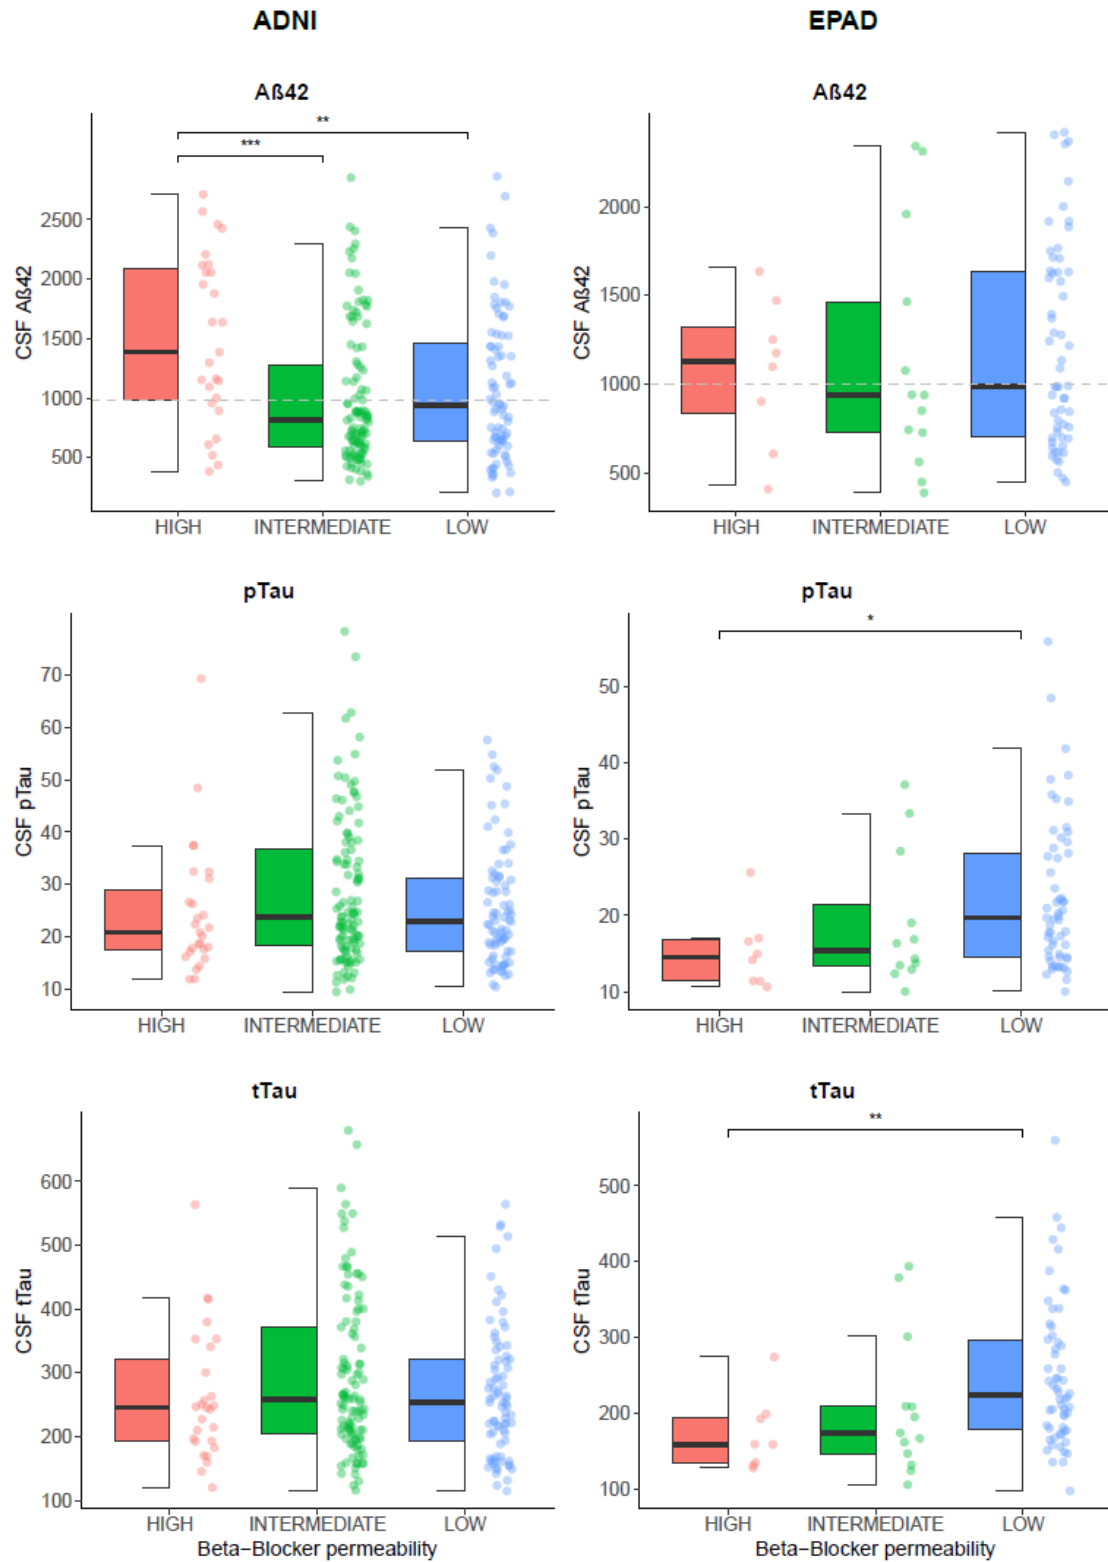 ADNI
EPAD
Aß42
CSF Aß42
2500
2000
1500
1000
500
**
***
HIGH INTERMEDIATE LOW
Aß42
CSF Aß42
2000
1500
1000
500
HIGH INTERMEDIATE LOW
pTau
CSF pTau
70
60
50
40
30
20
10
HIGH INTERMEDIATE LOW
pTau
CSF pTau
50
40
30
20
10
*
HIGH INTERMEDIATE LOW
tTau
CSF tTau
600
500
400
300
200
100
HIGH INTERMEDIATE LOW
Beta−Blocker permeability
tTau
CSF tTau
500
400
300
200
100
**
HIGH INTERMEDIATE LOW
Beta−Blocker permeability